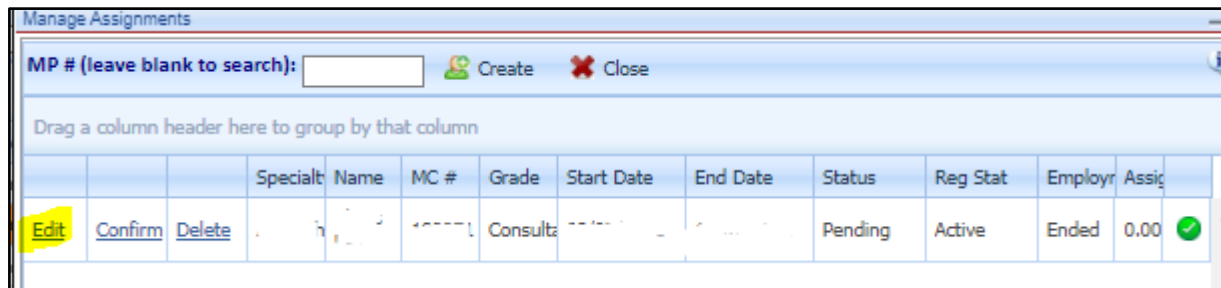 Manage Assignments
MP # (leave blank to search): Create Close
Drag a column header here to group by that column
Specialt Name MC # Grade Start Date End Date Status Reg Stat Employr Assig
Edit Confirm Delete Consulta Pending Active Ended 0.00